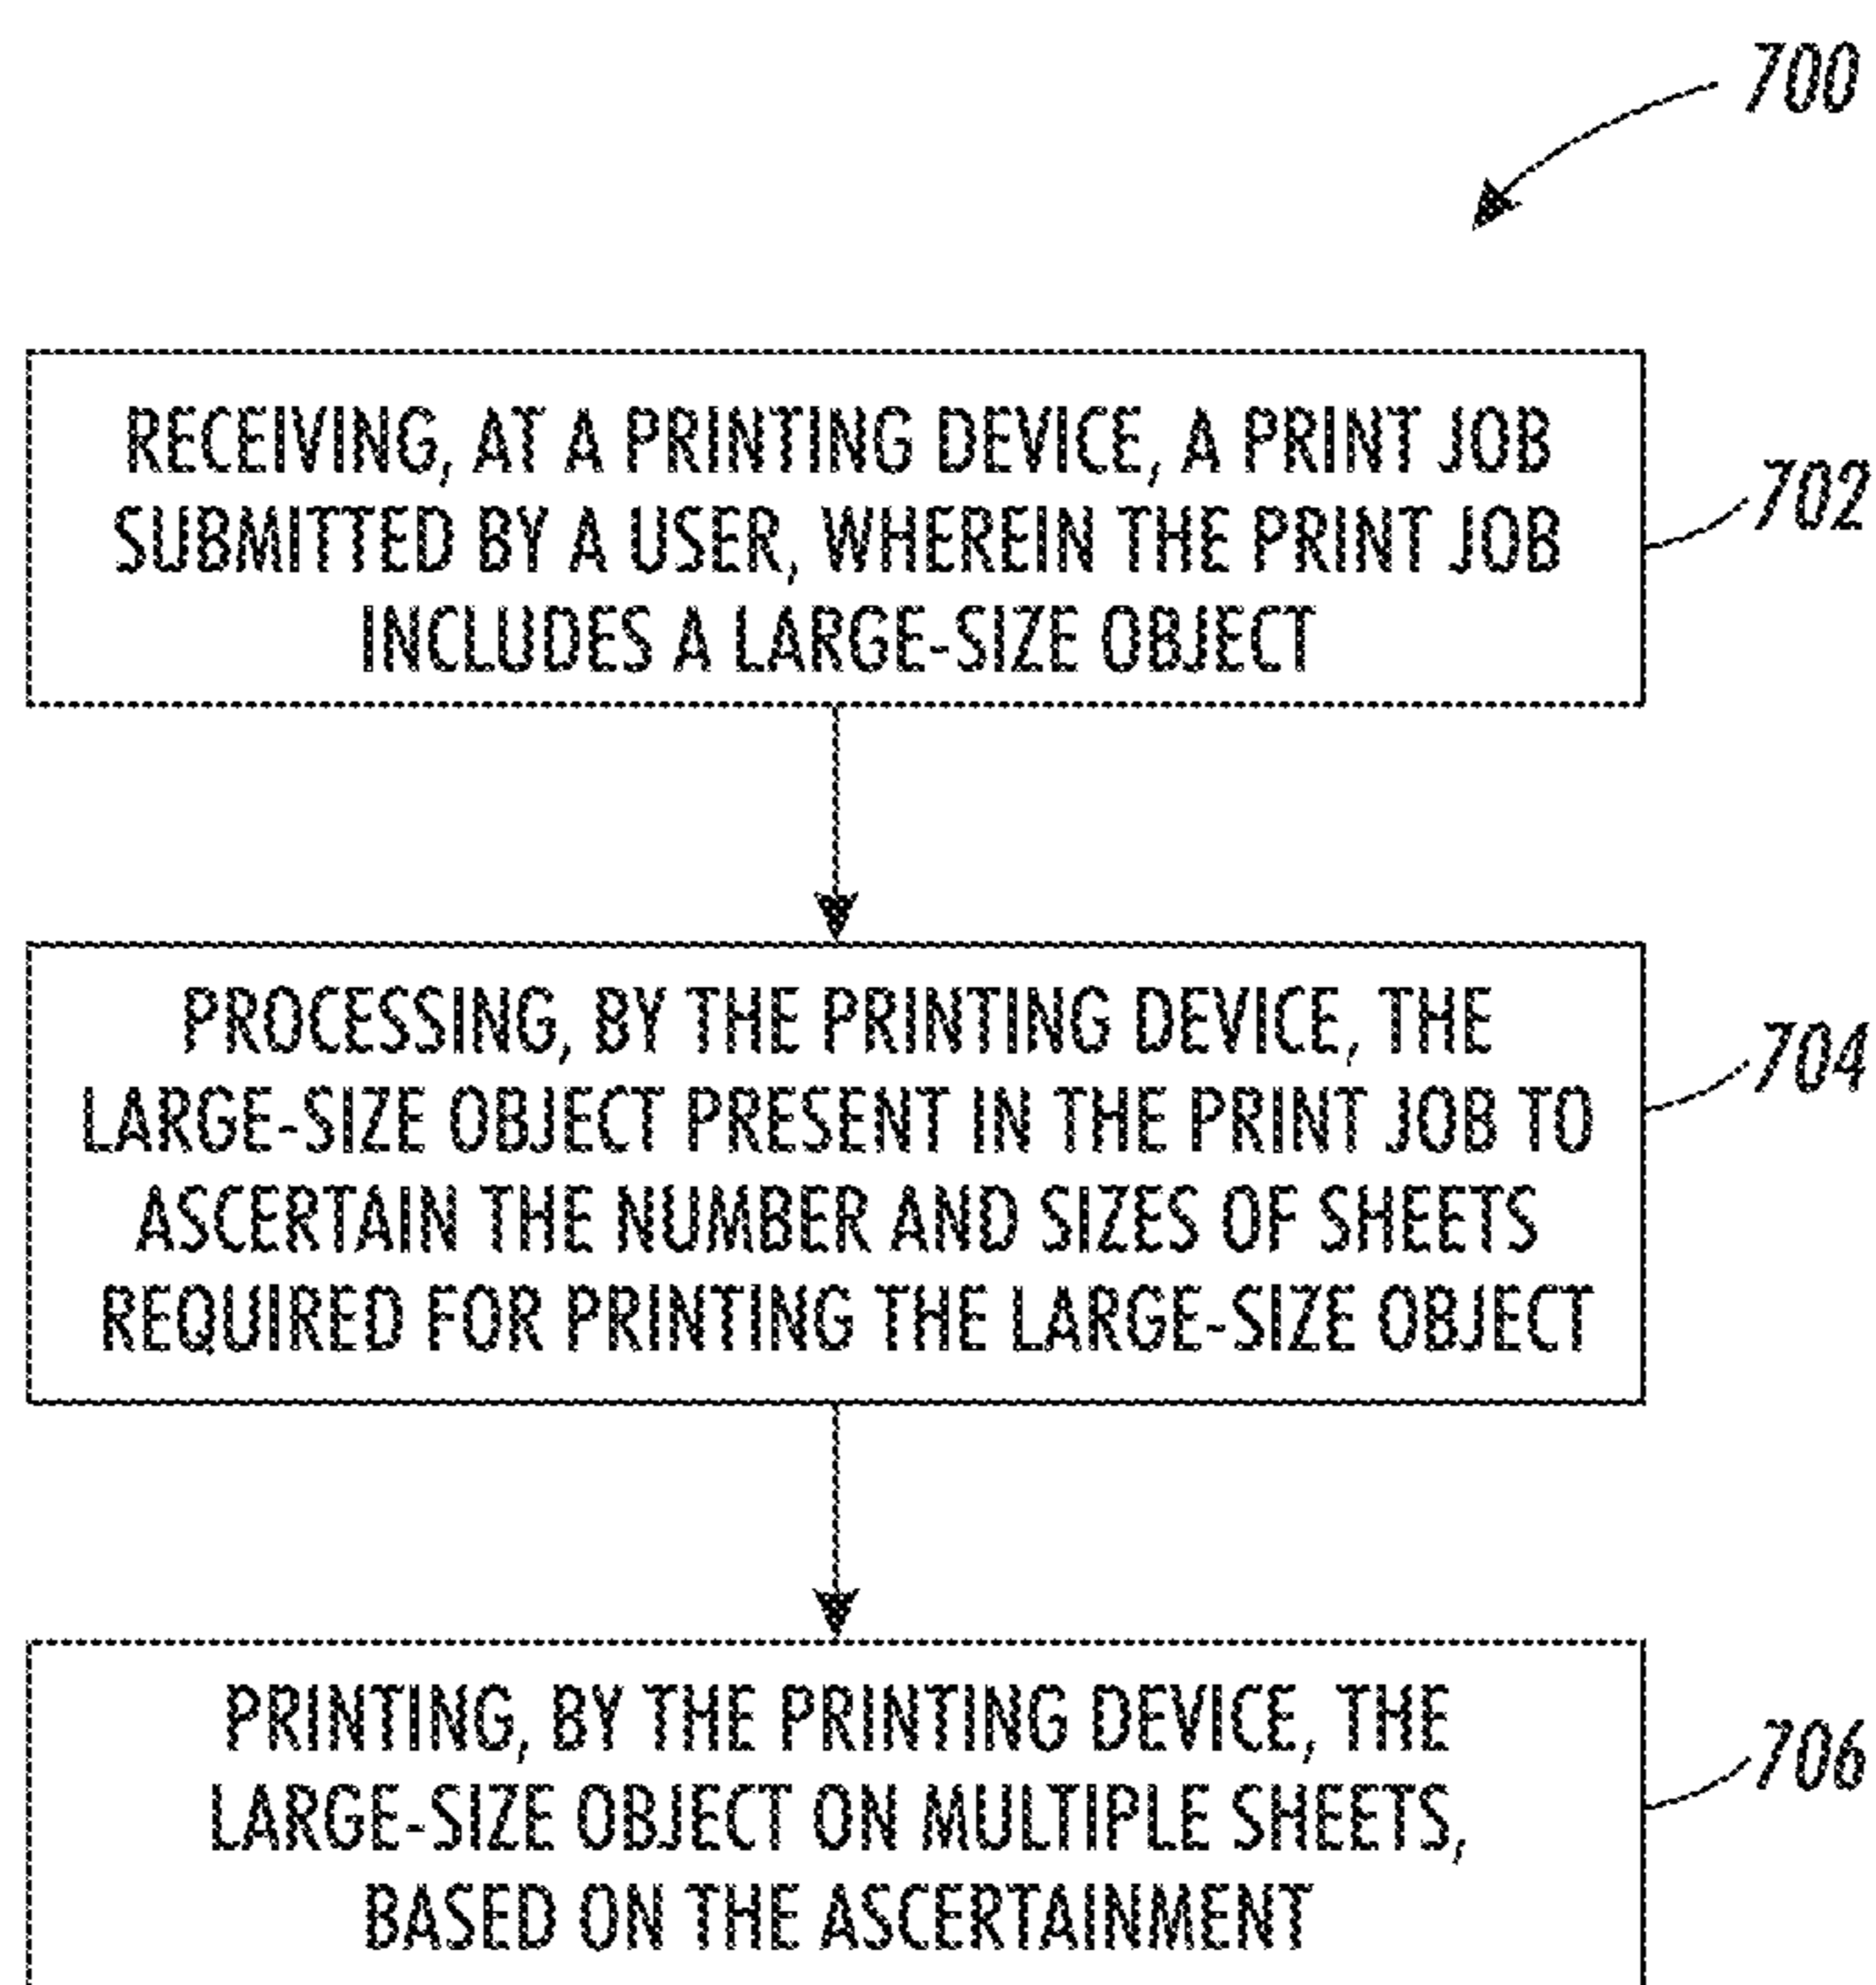 700
RECEIVING, AT A PRINTING DEVICE, A PRINT JOB
SUBMITTED BY A USER, WHEREIN THE PRINT JOB
INCLUDES A LARGE-SIZE OBJECT
702
PROCESSING, BY THE PRINTING DEVICE, THE
LARGE-SIZE OBJECT PRESENT IN THE PRINT JOB TO
ASCERTAIN THE NUMBER AND SIZES OF SHEETS
REQUIRED FOR PRINTING THE LARGE-SIZE OBJECT
704
PRINTING, BY THE PRINTING DEVICE, THE
LARGE-SIZE OBJECT ON MULTIPLE SHEETS,
BASED ON THE ASCERTAINMENT
706